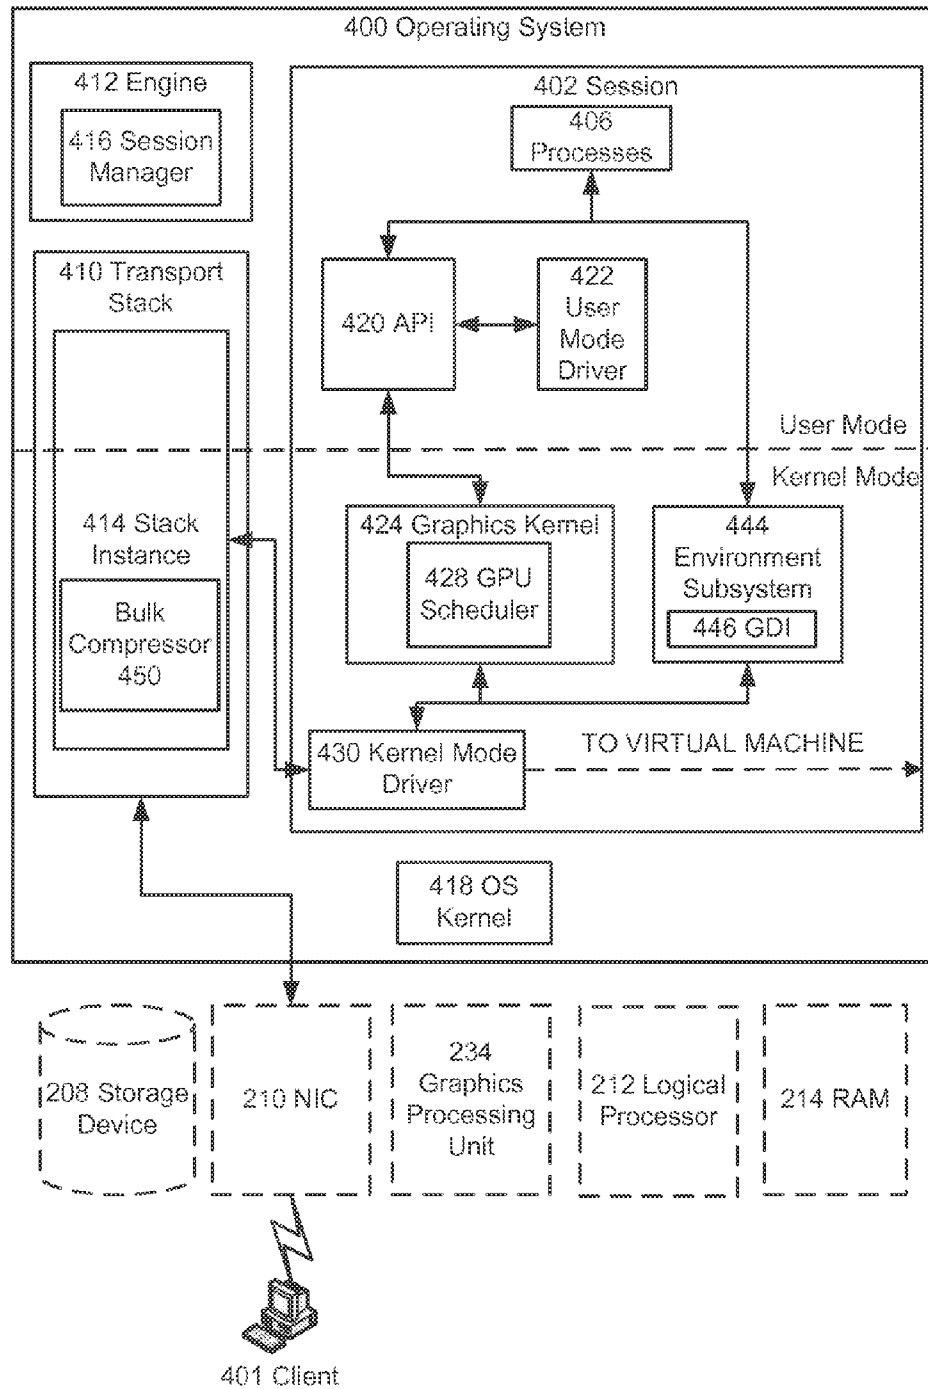 400 Operating System
412 Engine
416 Session
Manager
402 Session
406
Processes
410 Transport
Stack
420 API
422
User
Mode
Driver
User Mode
Kernel Mode
414 Stack
Instance
Bulk
Compressor
450
424 Graphics Kernel
428 GPU
Scheduler
444
Environment
Subsystem
446 GDI
430 Kernel Mode
Driver
TO VIRTUAL MACHINE
418 OS
Kernel
208 Storage
Device
210 NIC
234
Graphics
Processing
Unit
212 Logical
Processor
214 RAM
401 Client